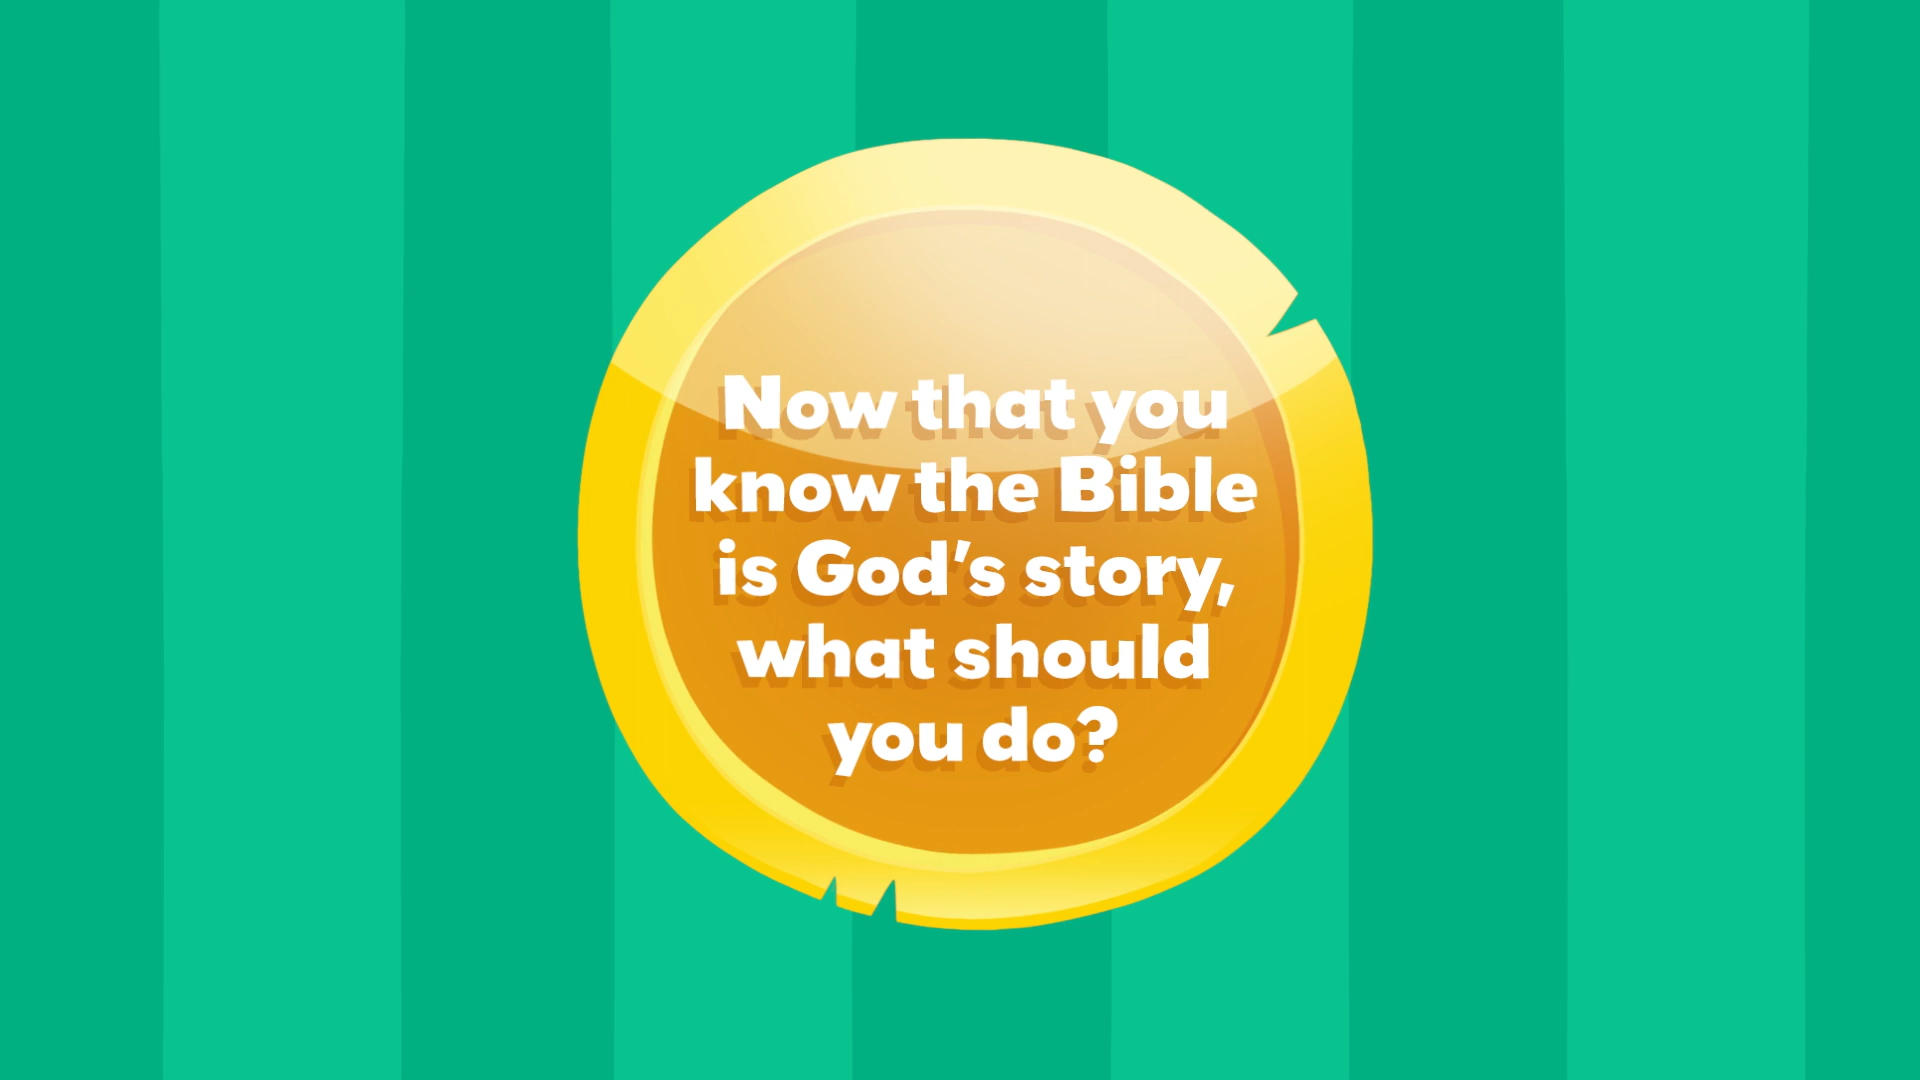 Now that you
know the Bible
is God's story,
what should
you do?